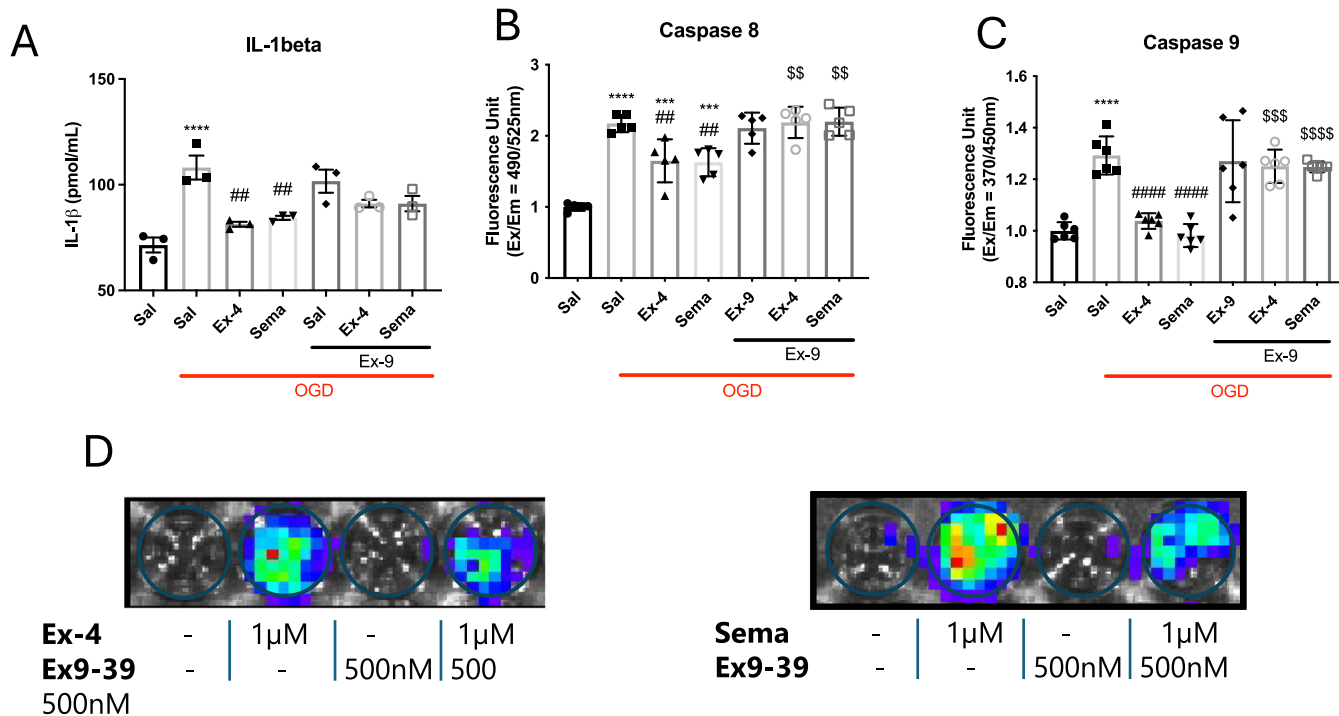 A
IL-1beta
IL-1β (pmol/mL)
150
100
50
****
##
##
Sal
Sal
Ex-4
Sema
Sal
Ex-4
Sema
Ex-9
OGD
B
Caspase 8
Fluorescence Unit
(Ex/Em = 490/525nm)
3
2
1
0
****
***
##
***
##
$$
$$
Sal
Sal
Ex-4
Sema
Ex-9
Ex-4
Sema
Ex-9
OGD
C
Caspase 9
Fluorescence Unit
(Ex/Em = 370/450nm)
1.6
1.4
1.2
1.0
0.8
****
####
####
$$$
$$$$
Sal
Sal
Ex-4
Sema
Ex-9
Ex-4
Sema
Ex-9
OGD
D
Ex-4 - 1µM - 1µM
Ex9-39 - - 500nM 500
500nM
Sema - 1µM - 1µM
Ex9-39 - - 500nM 500nM